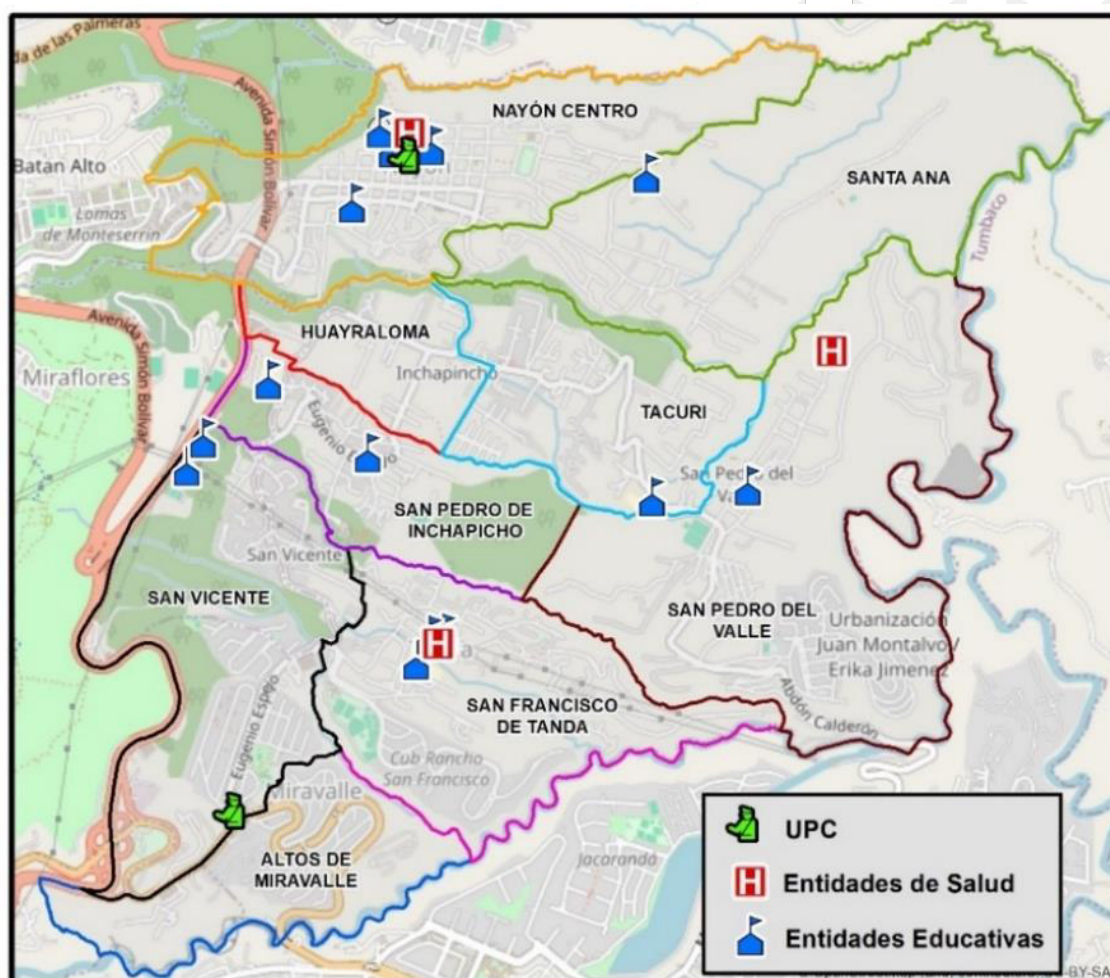 da de las Palmeras
Avenida Simón Bolívar
NAYÓN CENTRO
Batan Alto
SANTA ANA
Lomas
de Monteserrin
Tumbaco
Avenida Simón Bolívar
HUAYRALOMA
Miraflores
Inchapincho
TACURI
Eugenio
San Pedro del
SAN PEDRO DE
INCHAPICHO
San Vicente
SAN VICENTE
SAN PEDRO DEL
VALLE
Urbanización
Juan Montalvo /
Erika Jimenez
SAN FRANCISCO
DE TANDA
Abdón Calderón
Eugenio Espejo
Cub Rancho
San Francisco
Miravalle
ALTOS DE
MIRAVALLE
Jacaranda
UPC
H Entidades de Salud
Entidades Educativas
BY-SA